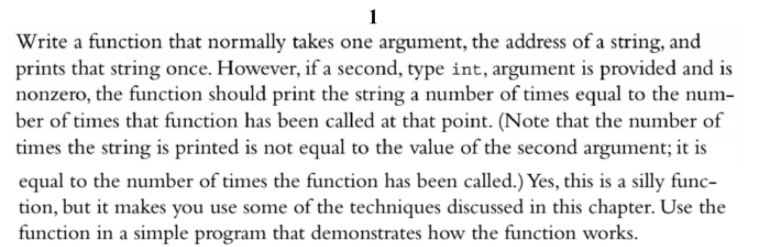 1
Write a function that normally takes one argument, the address of a string, and
prints that string once. However, if a second, type int, argument is provided and is
nonzero, the function should print the string a number of times equal to the num-
ber of times that function has been called at that point. (Note that the number of
times the string is printed is not equal to the value of the second argument; it is
equal to the number of times the function has been called.) Yes, this is a silly func-
tion, but it makes you use some of the techniques discussed in this chapter. Use the
function in a simple program that demonstrates how the function works.